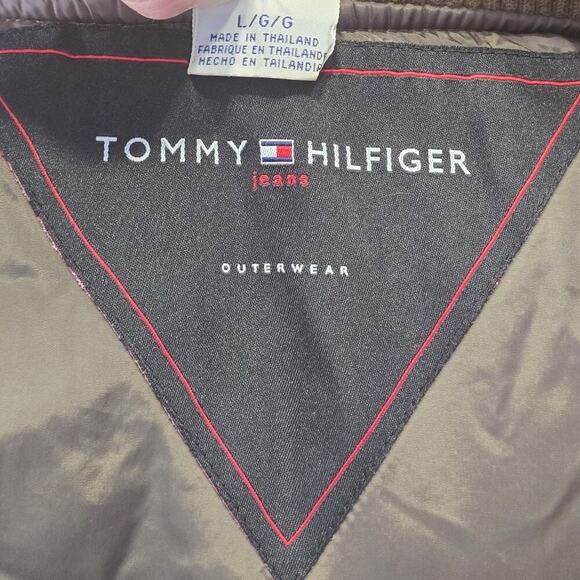 L/G/G
MADE IN THAILAND
FABRIQUE EN THAILANDE
HECHO EN TAILANDIA
TOMMY HILFIGER
jeans
OUTERWEAR